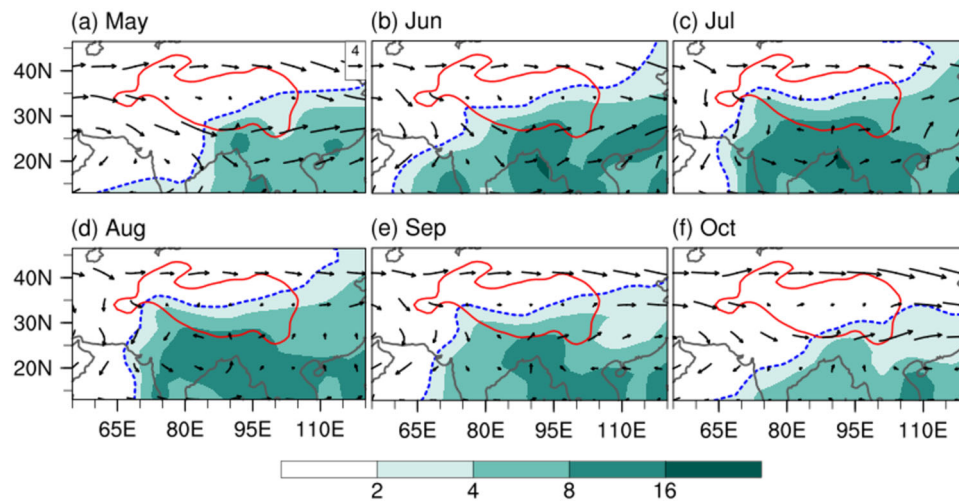 (a) May
(b) Jun
(c) Jul
4
40N
30N
20N
(d) Aug
(e) Sep
(f) Oct
40N
30N
20N
65E 80E 95E 110E
65E 80E 95E 110E
65E 80E 95E 110E
2 4 8 16